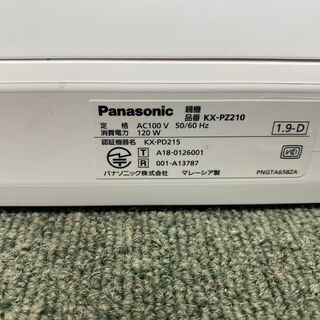 Panasonic 親機
品番 KX-PZ210
定 格 AC100 V 50/60 Hz
消費電力 120 W
1.9-D
認証機器名 KX-PD215
T A18-0126001
R 001-A13787
パナソニック株式会社 マレーシア製
PNGTA658ZA